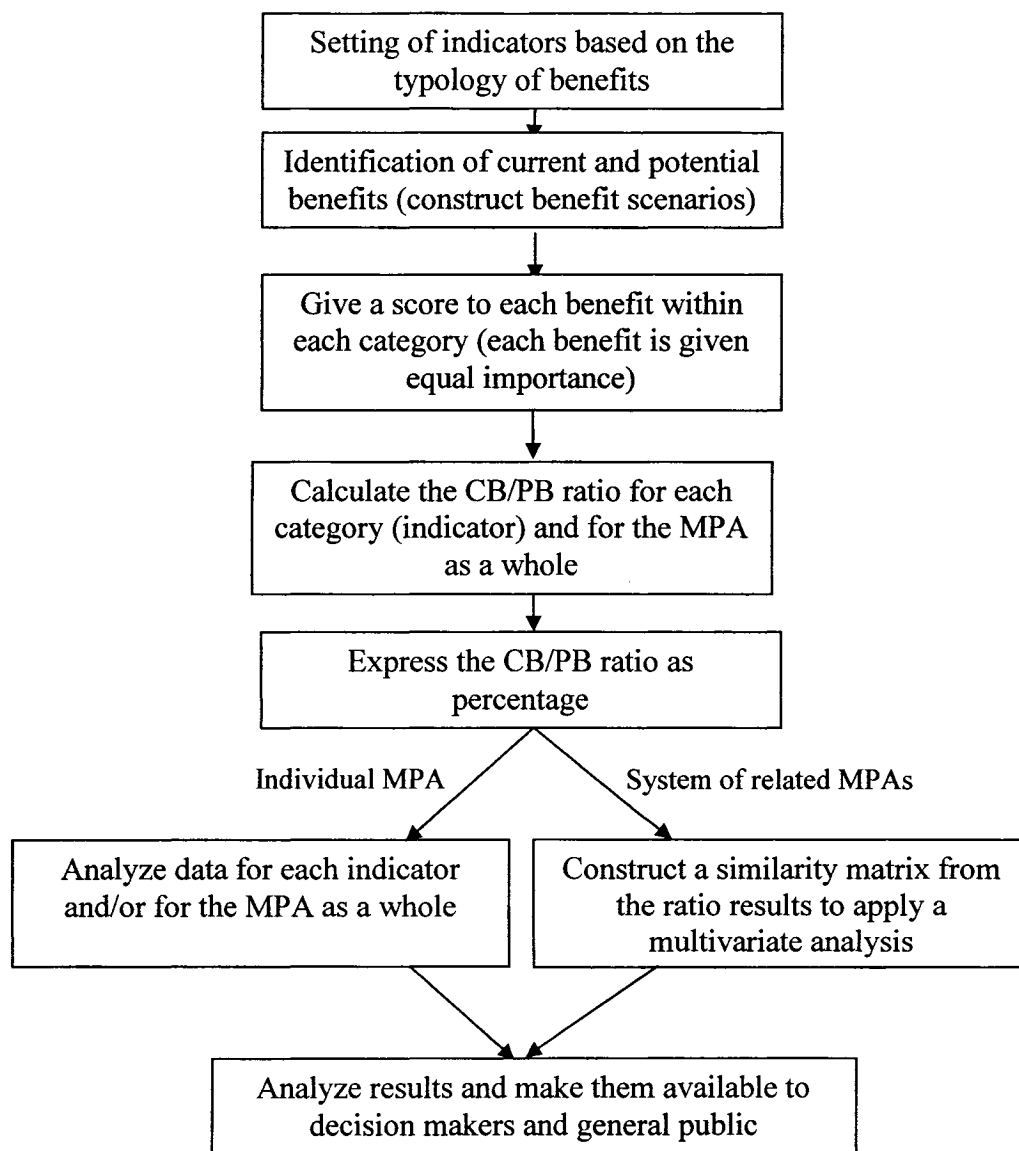 Setting of indicators based on the
typology of benefits
Identification of current and potential
benefits (construct benefit scenarios)
Give a score to each benefit within
each category (each benefit is given
equal importance)
Calculate the CB/PB ratio for each
category (indicator) and for the MPA
as a whole
Express the CB/PB ratio as
percentage
Individual MPA
System of related MPAs
Analyze data for each indicator
and/or for the MPA as a whole
Construct a similarity matrix from
the ratio results to apply a
multivariate analysis
Analyze results and make them available to
decision makers and general public